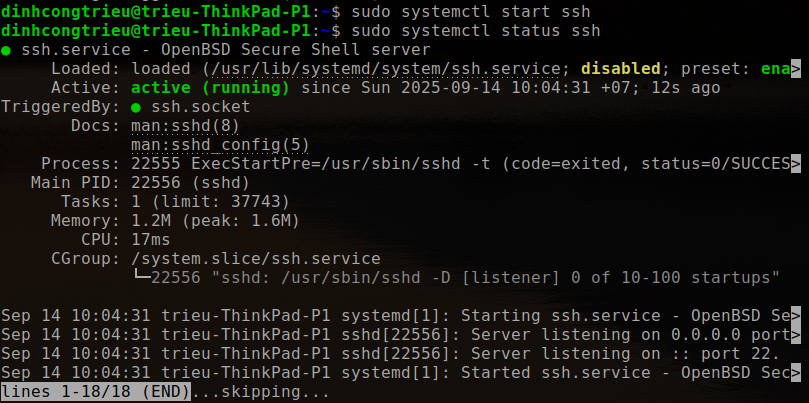 dinhcongtrieu@trieu-ThinkPad-P1:~$ sudo systemctl start ssh
dinhcongtrieu@trieu-ThinkPad-P1:~$ sudo systemctl status ssh
● ssh.service - OpenBSD Secure Shell server
     Loaded: loaded (/usr/lib/systemd/system/ssh.service; disabled; preset: ena>
     Active: active (running) since Sun 2025-09-14 10:04:31 +07; 12s ago
TriggeredBy: ● ssh.socket
       Docs: man:sshd(8)
             man:sshd_config(5)
    Process: 22555 ExecStartPre=/usr/sbin/sshd -t (code=exited, status=0/SUCCES>
   Main PID: 22556 (sshd)
      Tasks: 1 (limit: 37743)
     Memory: 1.2M (peak: 1.6M)
        CPU: 17ms
     CGroup: /system.slice/ssh.service
             └─22556 "sshd: /usr/sbin/sshd -D [listener] 0 of 10-100 startups"

Sep 14 10:04:31 trieu-ThinkPad-P1 systemd[1]: Starting ssh.service - OpenBSD Se>
Sep 14 10:04:31 trieu-ThinkPad-P1 sshd[22556]: Server listening on 0.0.0.0 port>
Sep 14 10:04:31 trieu-ThinkPad-P1 sshd[22556]: Server listening on :: port 22.
Sep 14 10:04:31 trieu-ThinkPad-P1 systemd[1]: Started ssh.service - OpenBSD Sec>
lines 1-18/18 (END)...skipping...